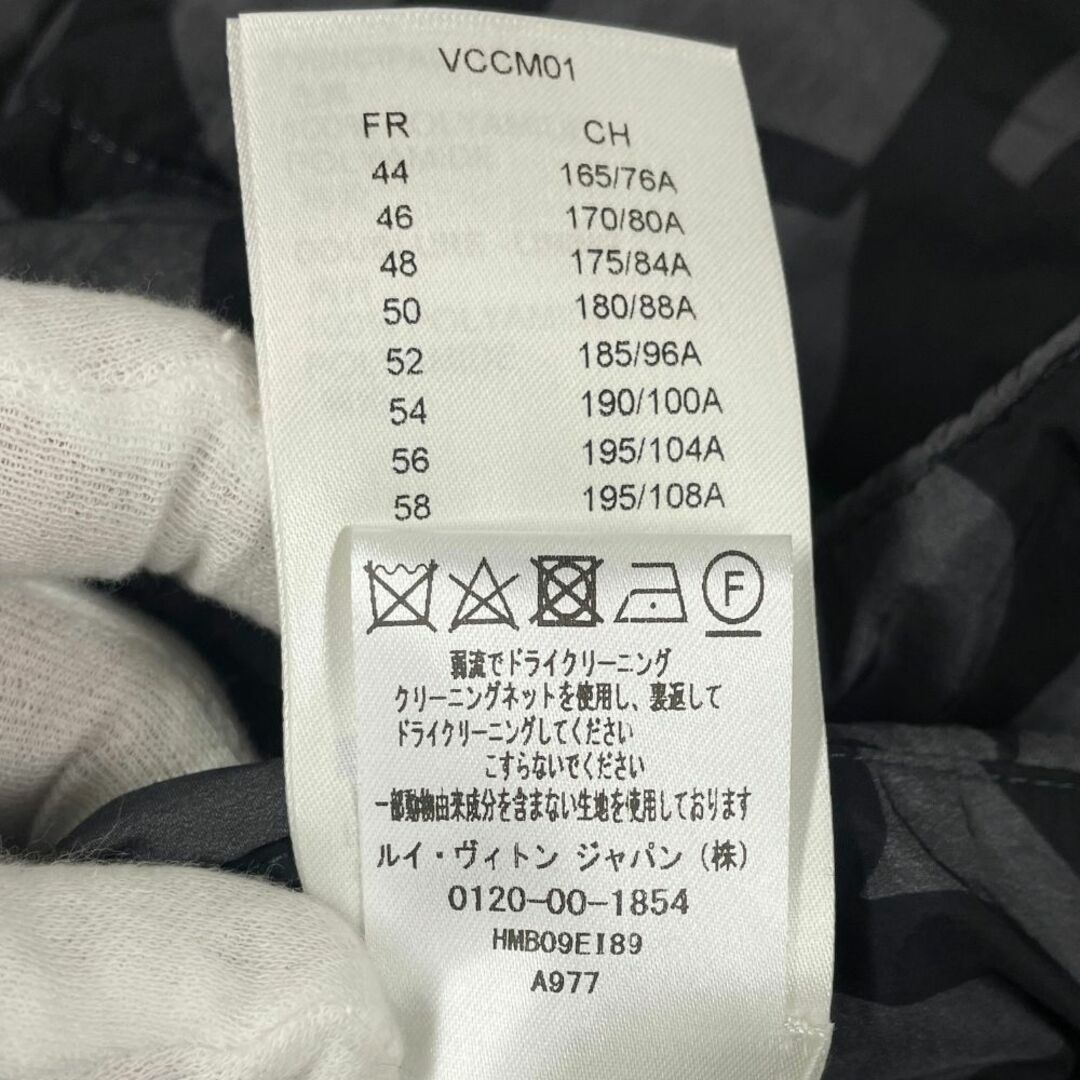 VCCM01
FR CH
44 165/76A
46 170/80A
48 175/84A
50 180/88A
52 185/96A
54 190/100A
56 195/104A
58 195/108A
F
弱流でドライクリーニング
クリーニングネットを使用し、裏返して
ドライクリーニングしてください
こすらないでください
一部動物由来成分を含まない生地を使用しております
ルイ・ヴィトン ジャパン (株)
0120-00-1854
HMB09EI89
A977